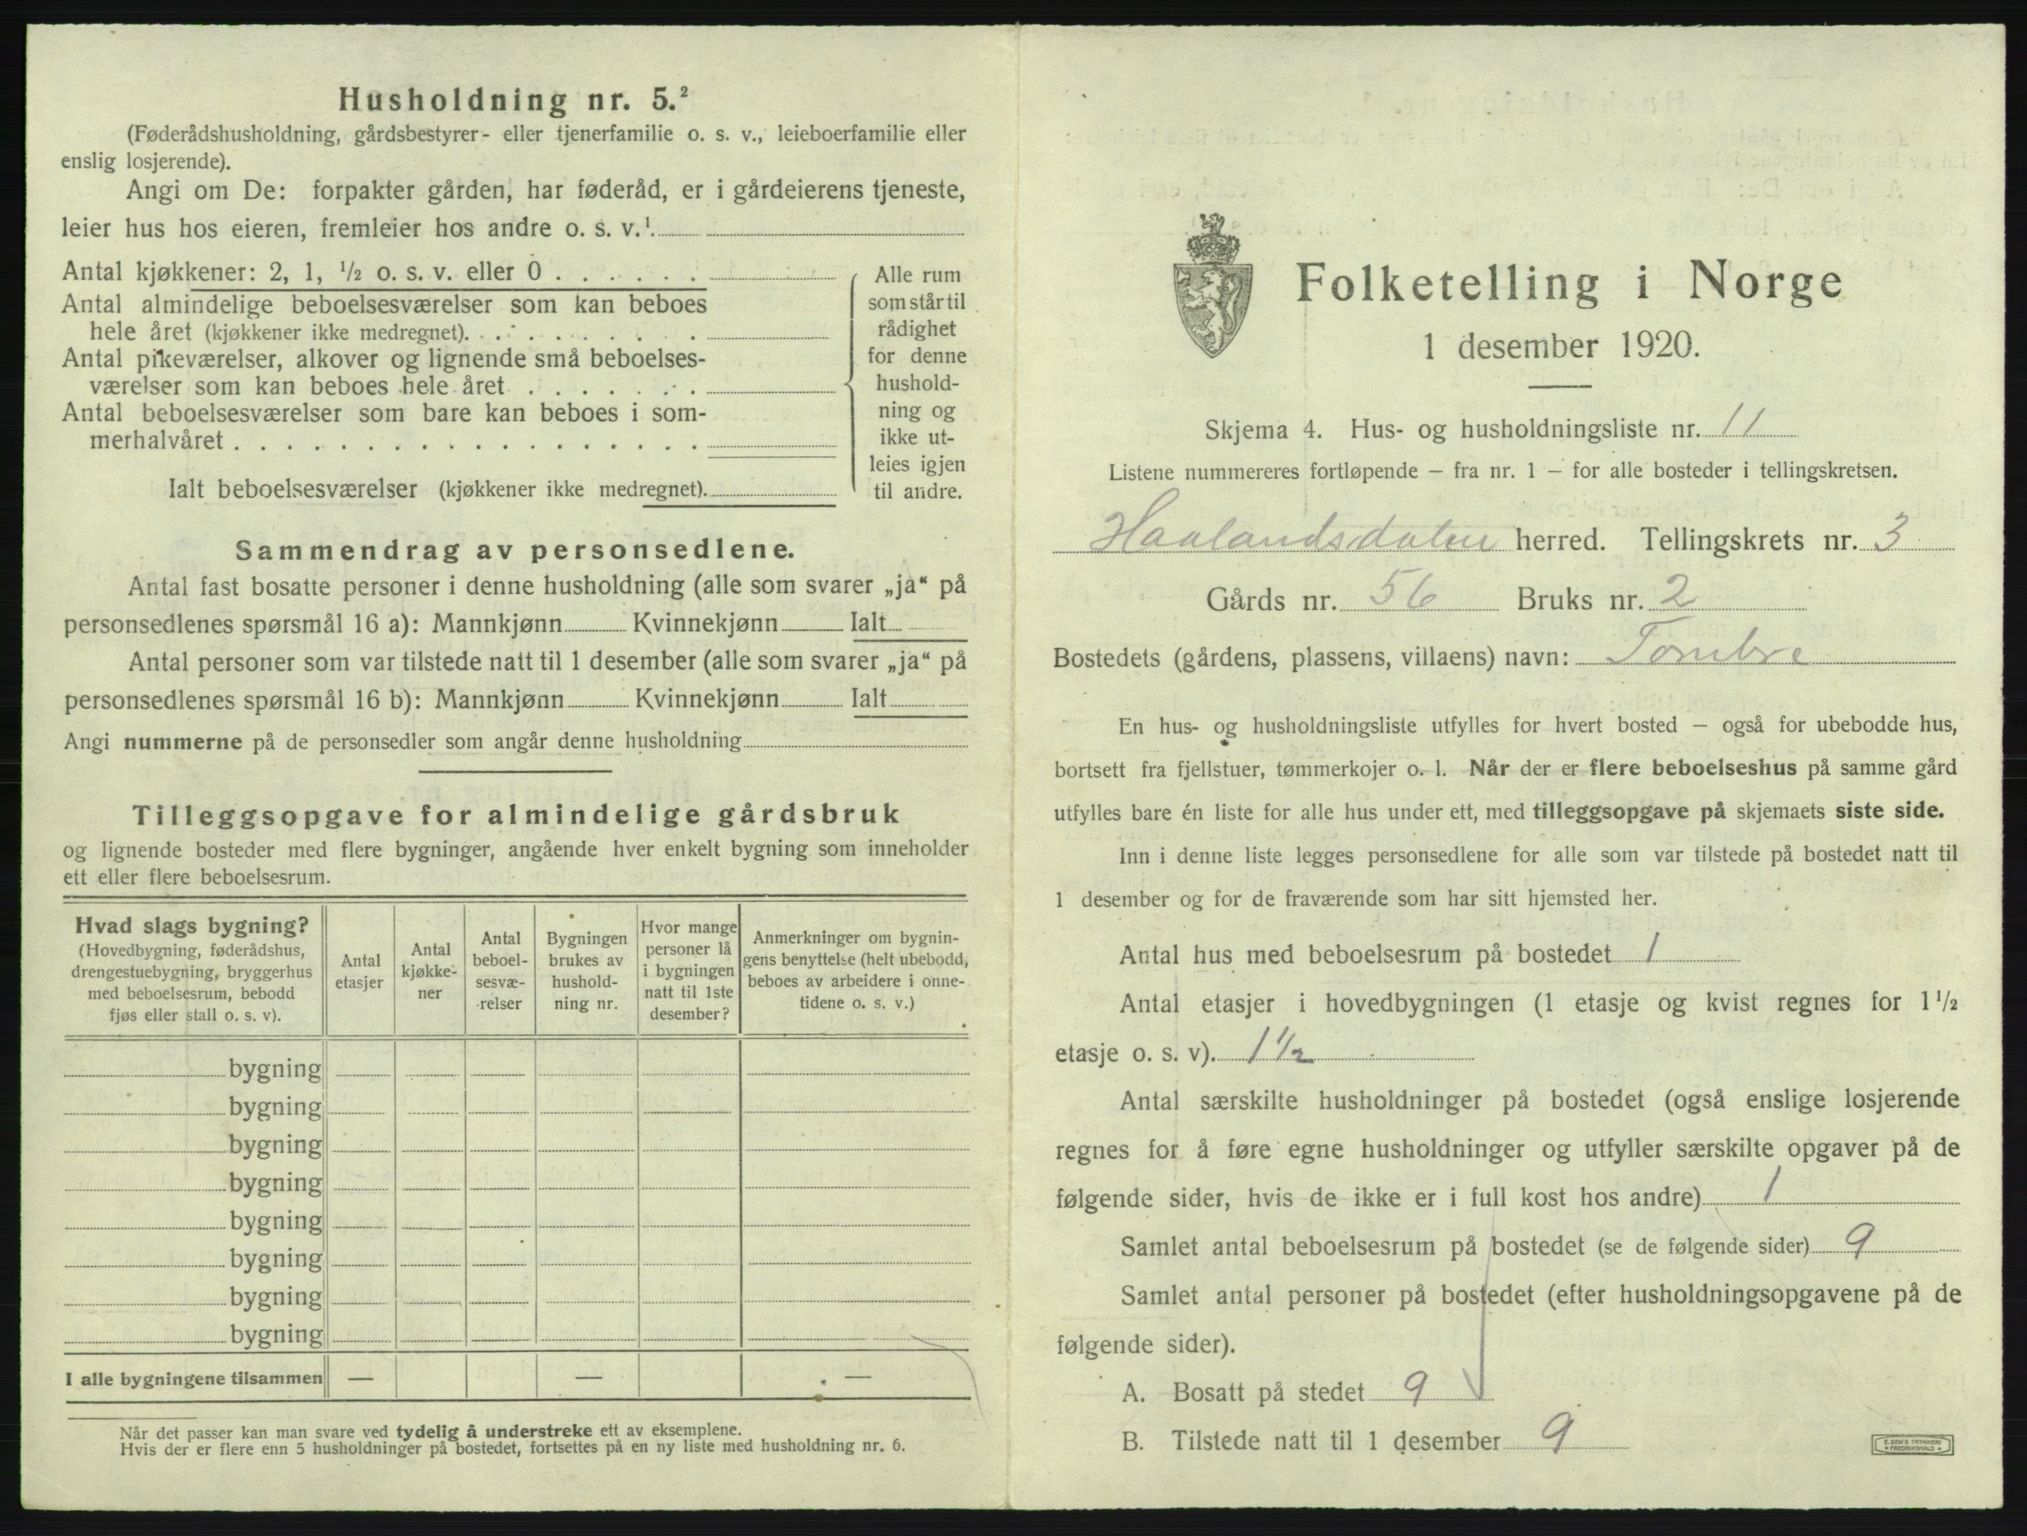 Husholdning nr. 5.²
(Føderådshusholdning, gårdsbestyrer- eller tjenerfamilie o. s. v., leieboerfamilie eller
enslig losjerende).
Angi om De: forpakter gården, har føderåd, er i gårdeierens tjeneste,
leier hus hos eieren, fremleier hos andre o. s. v.¹
Antal kjøkkener: 2, 1, ½ o. s. v. eller 0 . . . . . .
Antal almindelige beboelsesværelser som kan beboes
hele året (kjøkkener ikke medregnet). . . . . . . . .
Antal pikeværelser, alkover og lignende små beboelses-
værelser som kan beboes hele året . . . . . . .
Antal beboelsesværelser som bare kan beboes i som-
merhalvåret . . . . . . . . . . . . . . . . . .
Ialt beboelsesværelser (kjøkkener ikke medregnet).
Alle rum
som står til
rådighet
for denne
hushold-
ning og
ikke ut-
leies igjen
til andre.
Sammendrag av personsedlene.
Antal fast bosatte personer i denne husholdning (alle som svarer „ja“ på
personsedlenes spørsmål 16 a): Mannkjønn Kvinnekjønn Ialt
Antal personer som var tilstede natt til 1 desember (alle som svarer „ja“ på
personsedlenes spørsmål 16 b): Mannkjønn Kvinnekjønn Ialt
Angi nummerne på de personsedler som angår denne husholdning
Tilleggsopgave for almindelige gårdsbruk
og lignende bosteder med flere bygninger, angående hver enkelt bygning som inneholder
ett eller flere beboelsesrum.
Hvad slags bygning?
(Hovedbygning, føderådshus,
drengestuebygning, bryggerhus
med beboelsesrum, bebodd
fjøs eller stall o. s. v).
Antal
etasjer
Antal
kjøkke-
ner
Antal
beboel-
sesvæ-
relser
Bygningen
brukes av
hushold-
ning nr.
Hvor mange
personer lå
i bygningen
natt til 1ste
desember?
Anmerkninger om bygnin-
gens benyttelse (helt ubebodd,
beboes av arbeidere i onne-
tidene o. s. v.)
bygning
bygning
bygning
bygning
bygning
bygning
bygning
bygning
I alle bygningene tilsammen — — —
Når det passer kan man svare ved tydelig å understreke ett av eksemplene.
Hvis der er flere enn 5 husholdninger på bostedet, fortsettes på en ny liste med husholdning nr. 6.
Folketelling i Norge
1 desember 1920.
Skjema 4. Hus- og husholdningsliste nr. 11
Listene nummereres fortløpende – fra nr. 1 – for alle bosteder i tellingskretsen.
Haalandsdalen herred. Tellingskrets nr. 3
Gårds nr. 56 Bruks nr. 2
Bostedets (gårdens, plassens, villaens) navn: Tombre
En hus- og husholdningsliste utfylles for hvert bosted – også for ubebodde hus,
bortsett fra fjellstuer, tømmerkojer o. l. Når der er flere beboelseshus på samme gård
utfylles bare én liste for alle hus under ett, med tilleggsopgave på skjemaets siste side.
Inn i denne liste legges personsedlene for alle som var tilstede på bostedet natt til
1 desember og for de fraværende som har sitt hjemsted her.
Antal hus med beboelsesrum på bostedet 1
Antal etasjer i hovedbygningen (1 etasje og kvist regnes for 1½
etasje o. s. v). 1½
Antal særskilte husholdninger på bostedet (også enslige losjerende
regnes for å føre egne husholdninger og utfyller særskilte opgaver på de
følgende sider, hvis de ikke er i full kost hos andre) 1
Samlet antal beboelsesrum på bostedet (se de følgende sider) 9
Samlet antal personer på bostedet (efter husholdningsopgavene på de
følgende sider).
A. Bosatt på stedet 9
B. Tilstede natt til 1 desember 9
E. SEM'S TRYKKERI
FREDRIKSHALD